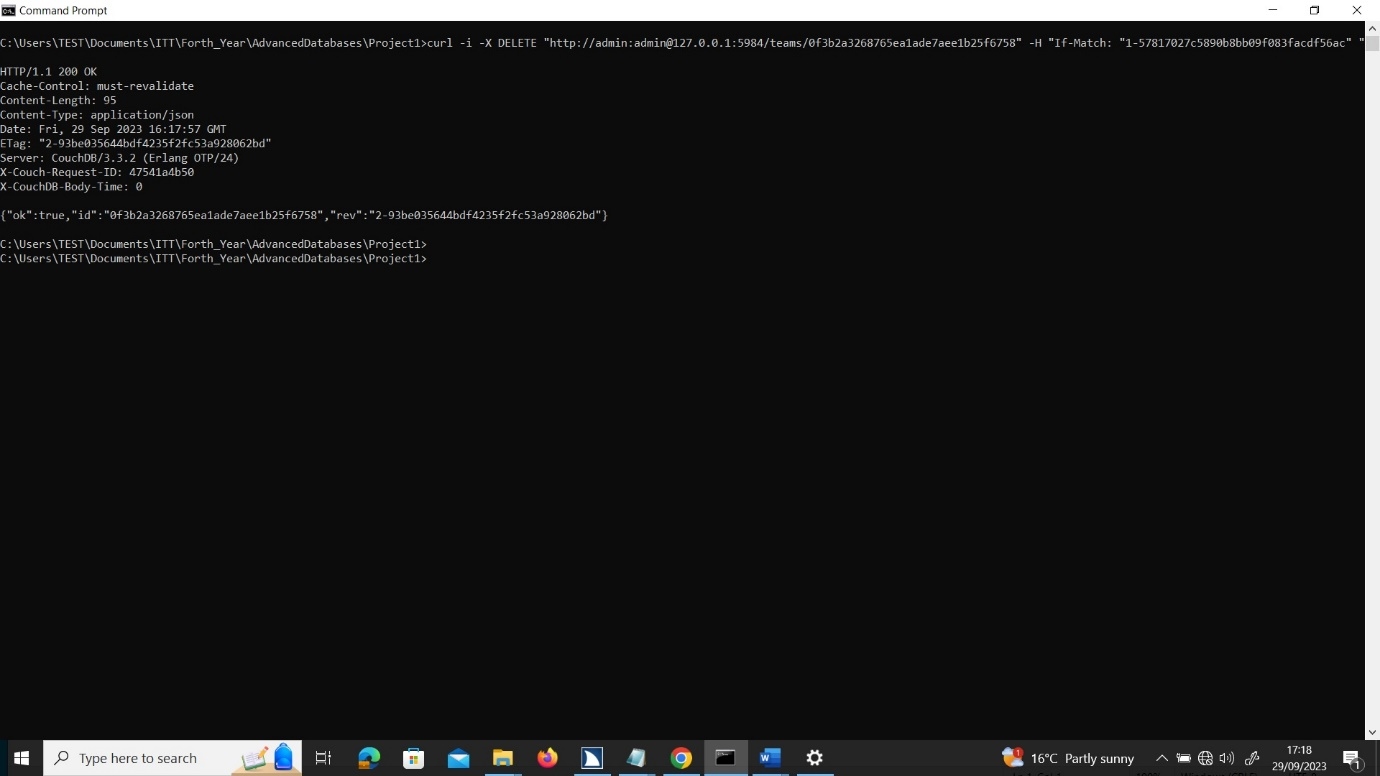 Command Prompt
C:\Users\TEST\Documents\ITT\Forth_Year\AdvancedDatabases\Project1>curl -i -X DELETE "http://admin:admin@127.0.0.1:5984/teams/0f3b2a3268765ea1ade7aee1b25f6758" -H "If-Match: "1-57817027c5890b8bb09f083facdf56ac" "
HTTP/1.1 200 OK
Cache-Control: must-revalidate
Content-Length: 95
Content-Type: application/json
Date: Fri, 29 Sep 2023 16:17:57 GMT
ETag: "2-93be035644bdf4235f2fc53a928062bd"
Server: CouchDB/3.3.2 (Erlang OTP/24)
X-Couch-Request-ID: 47541a4b50
X-CouchDB-Body-Time: 0
{"ok":true,"id":"0f3b2a3268765ea1ade7aee1b25f6758","rev":"2-93be035644bdf4235f2fc53a928062bd"}
C:\Users\TEST\Documents\ITT\Forth_Year\AdvancedDatabases\Project1>
C:\Users\TEST\Documents\ITT\Forth_Year\AdvancedDatabases\Project1>
Type here to search
1
16°C Partly sunny
17:18
29/09/2023
1